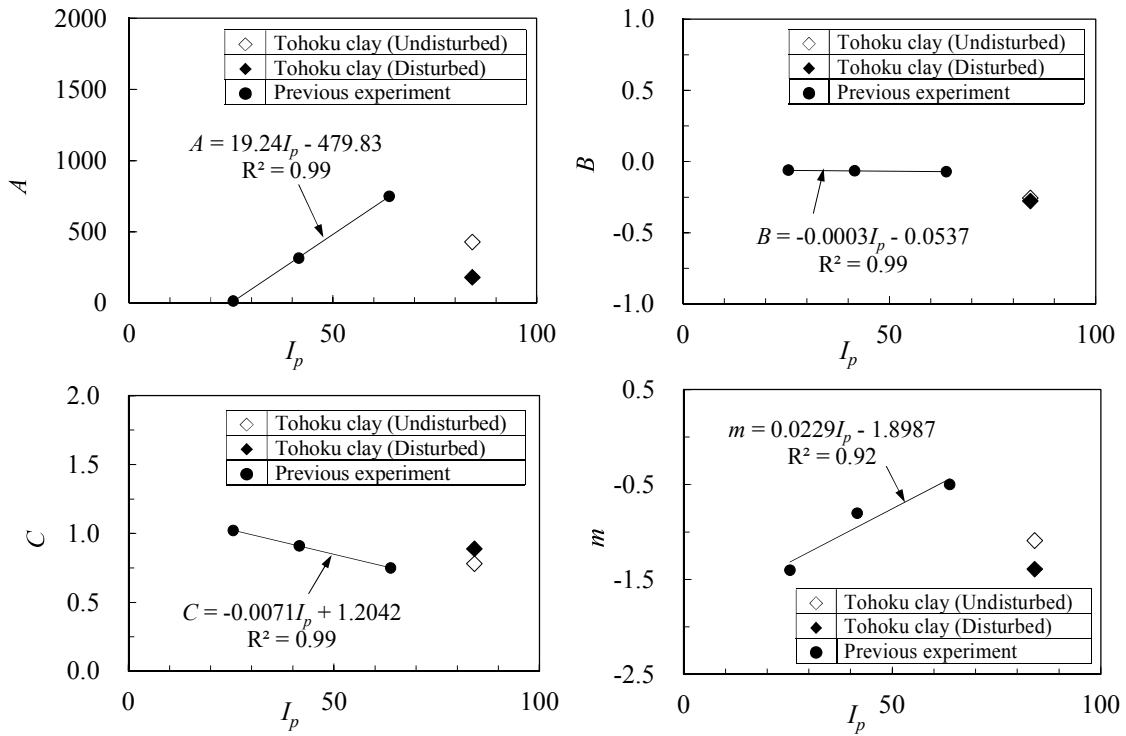 2000
1500
1000
500
0
A
Tohoku clay (Undisturbed)
Tohoku clay (Disturbed)
Previous experiment
A = 19.24Ip - 479.83
R² = 0.99
0
50
100
Ip
1.0
0.5
0.0
-0.5
-1.0
B
Tohoku clay (Undisturbed)
Tohoku clay (Disturbed)
Previous experiment
B = -0.0003Ip - 0.0537
R² = 0.99
0
50
100
Ip
2.0
1.5
1.0
0.5
0.0
C
Tohoku clay (Undisturbed)
Tohoku clay (Disturbed)
Previous experiment
C = -0.0071Ip + 1.2042
R² = 0.99
0
50
100
Ip
0.5
-0.5
-1.5
-2.5
m
m = 0.0229Ip - 1.8987
R² = 0.92
Tohoku clay (Undisturbed)
Tohoku clay (Disturbed)
Previous experiment
0
50
100
Ip